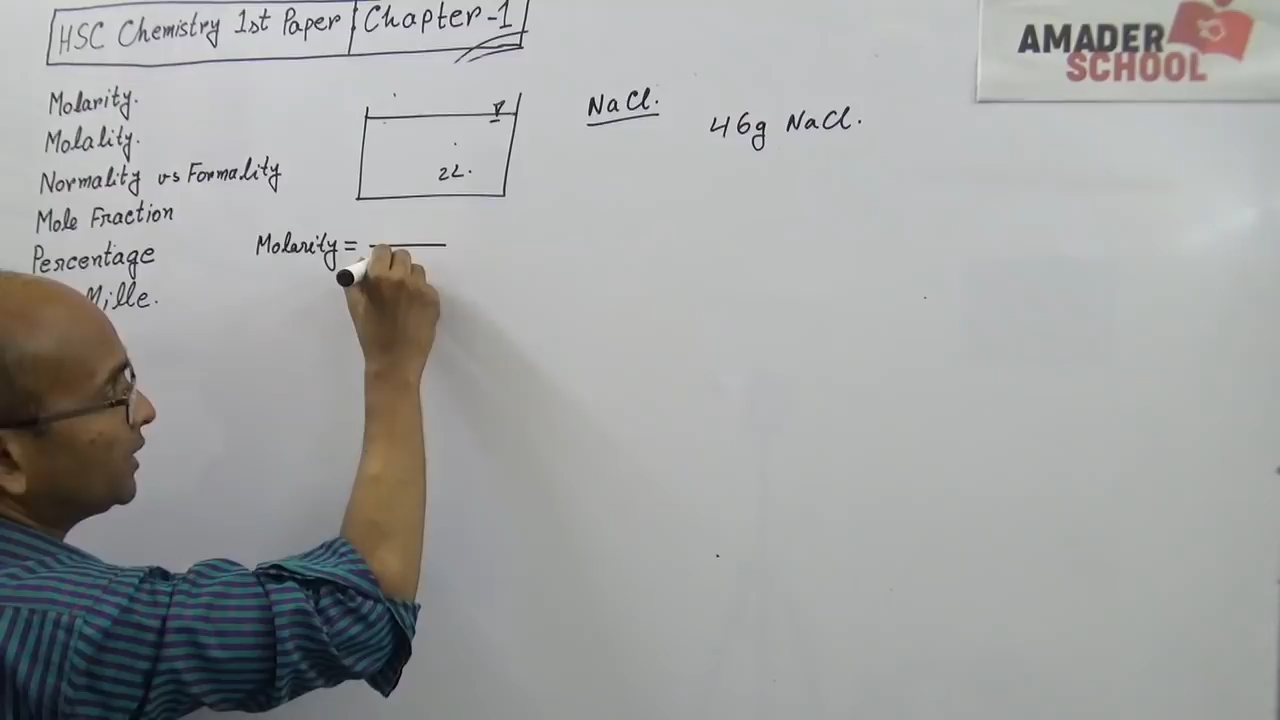 HSC Chemistry 1st Paper Chapter-1
AMADER
SCHOOL
Molarity.
Molality.
Normality vs Formality
Mole Fraction
Percentage
Mille.
2L.
NaCl.
46g NaCl.
Molarity =